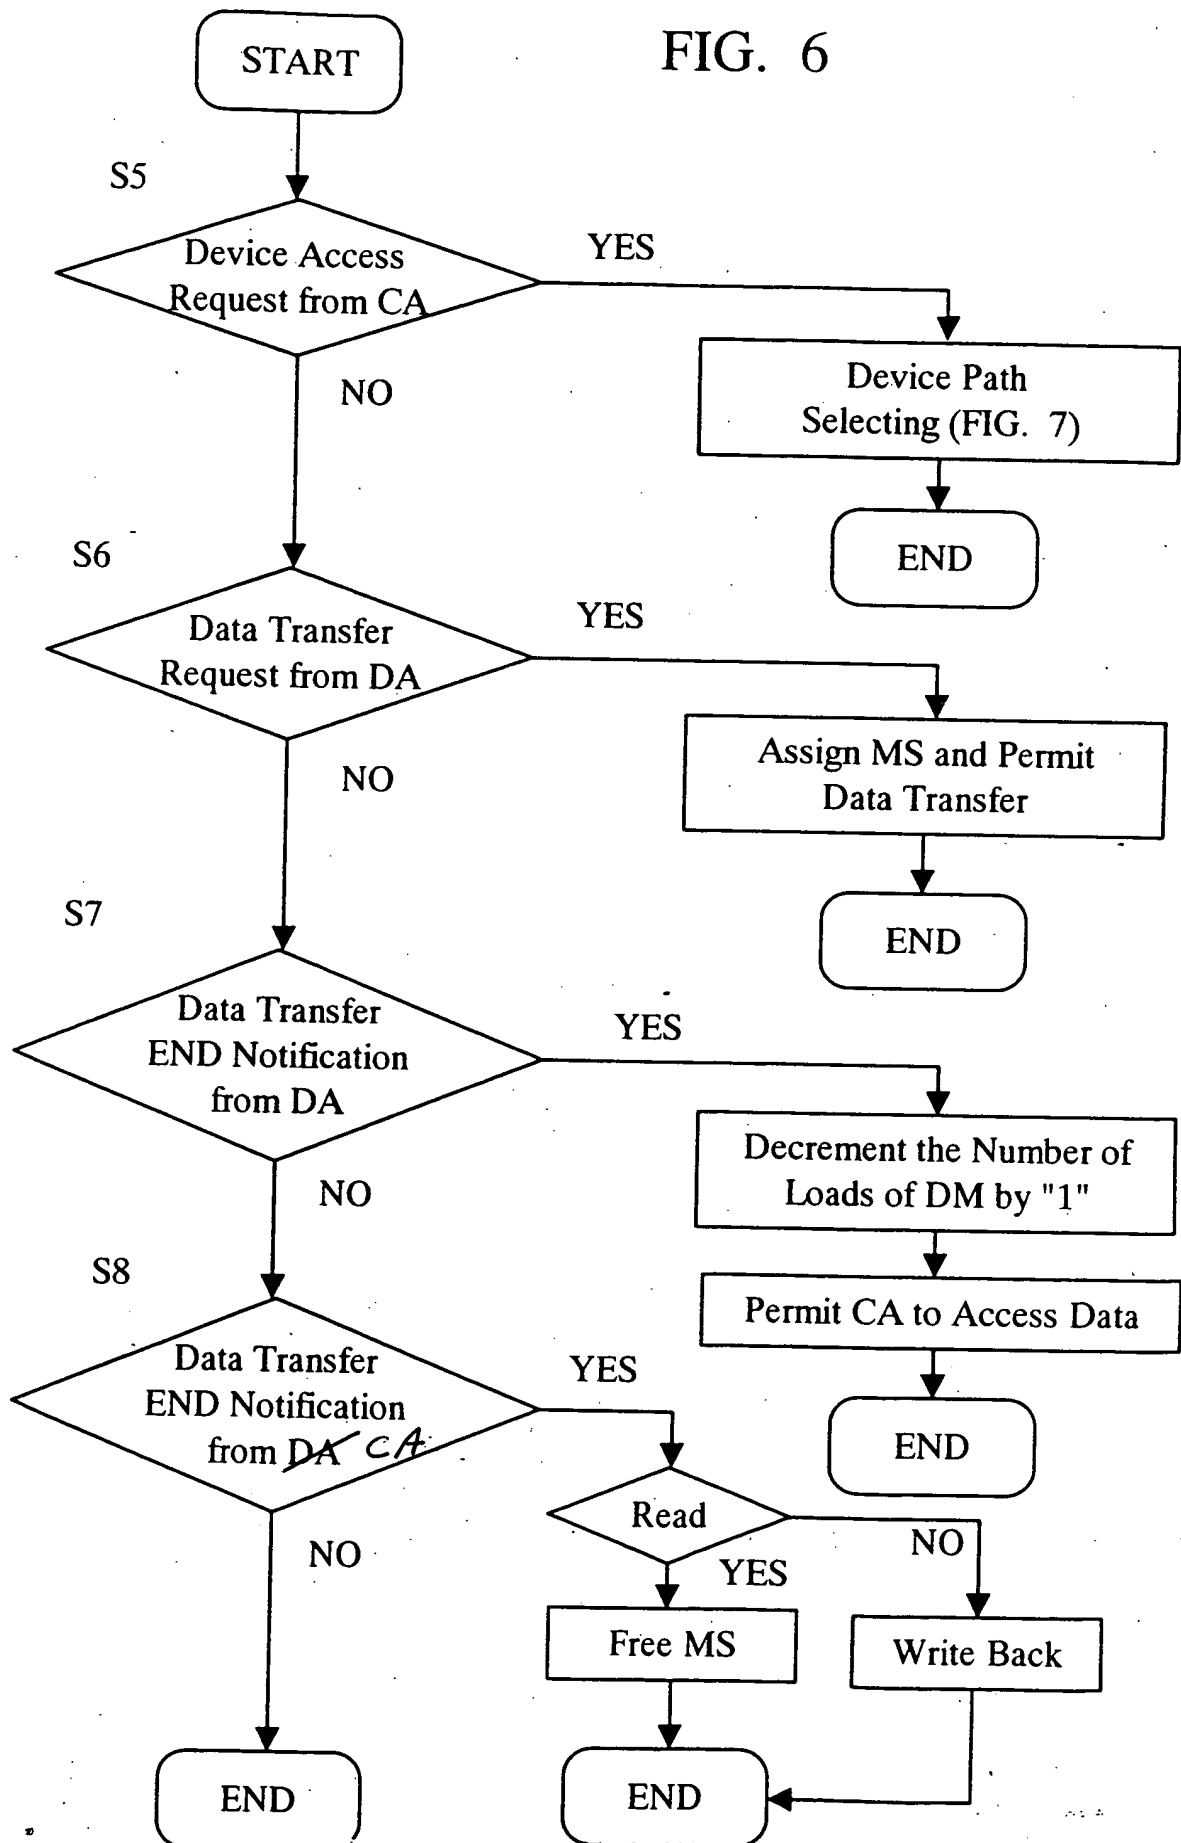 FIG. 6
START
S5
Device Access
Request from CA
YES
NO
Device Path
Selecting (FIG. 7)
END
S6
Data Transfer
Request from DA
YES
NO
Assign MS and Permit
Data Transfer
END
S7
Data Transfer
END Notification
from DA
YES
NO
Decrement the Number of
Loads of DM by "1"
Permit CA to Access Data
END
S8
Data Transfer
END Notification
from DA CA
YES
NO
Read
NO
YES
Free MS
Write Back
END
END